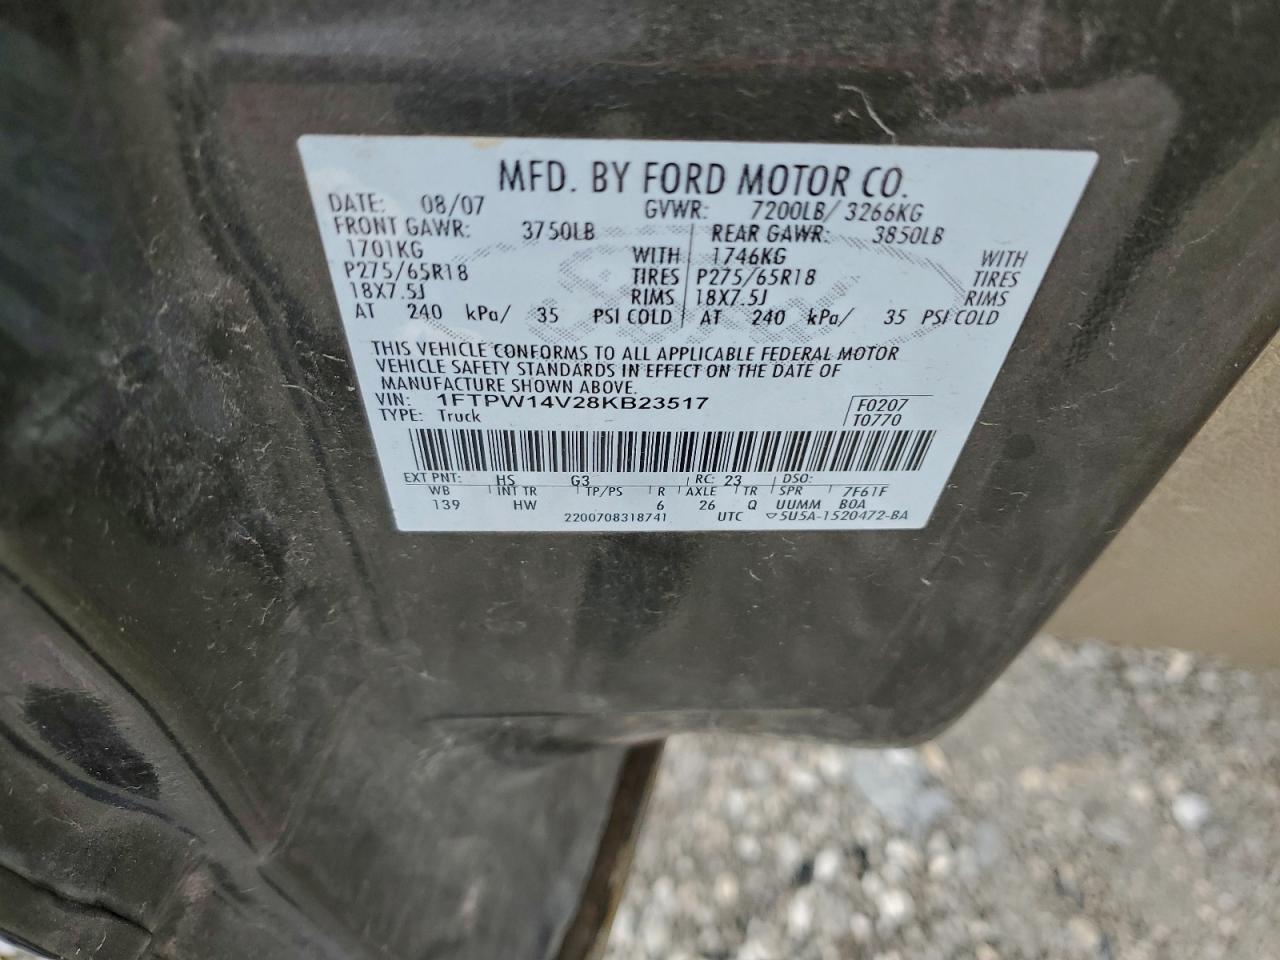 MFD. BY FORD MOTOR CO.
DATE: 08/07 GVWR: 7200LB/ 3266KG
FRONT GAWR: 3750LB REAR GAWR: 3850LB
1701KG WITH 1746KG WITH
P275/65R18 TIRES P275/65R18 TIRES
18X7.5J RIMS 18X7.5J RIMS
AT 240 kPa/ 35 PSI COLD AT 240 kPa/ 35 PSI COLD
THIS VEHICLE CONFORMS TO ALL APPLICABLE FEDERAL MOTOR
VEHICLE SAFETY STANDARDS IN EFFECT ON THE DATE OF
MANUFACTURE SHOWN ABOVE.
VIN: 1FTPW14V28KB23517 F0207
TYPE: Truck T0770
EXT PNT: HS G3 RC: 23 DSO:
WB INT TR TP/PS R AXLE TR SPR 7F61F
139 HW 6 26 Q UUMM B0A
2200708318741 UTC ▽5U5A-1520472-BA